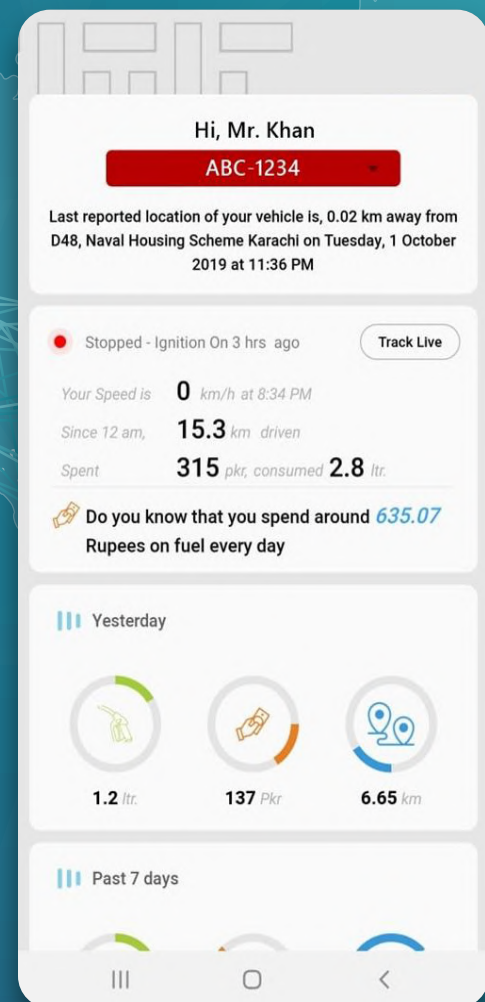 Hi, Mr. Khan
ABC-1234
Last reported location of your vehicle is, 0.02 km away from
D48, Naval Housing Scheme Karachi on Tuesday, 1 October
2019 at 11:36 PM
Stopped - Ignition On 3 hrs ago
Track Live
Your Speed is 0 km/h at 8:34 PM
Since 12 am, 15.3 km driven
Spent 315 pkr, consumed 2.8 ltr.
Do you know that you spend around 635.07
Rupees on fuel every day
Yesterday
1.2 ltr. 137 Pkr 6.65 km
Past 7 days